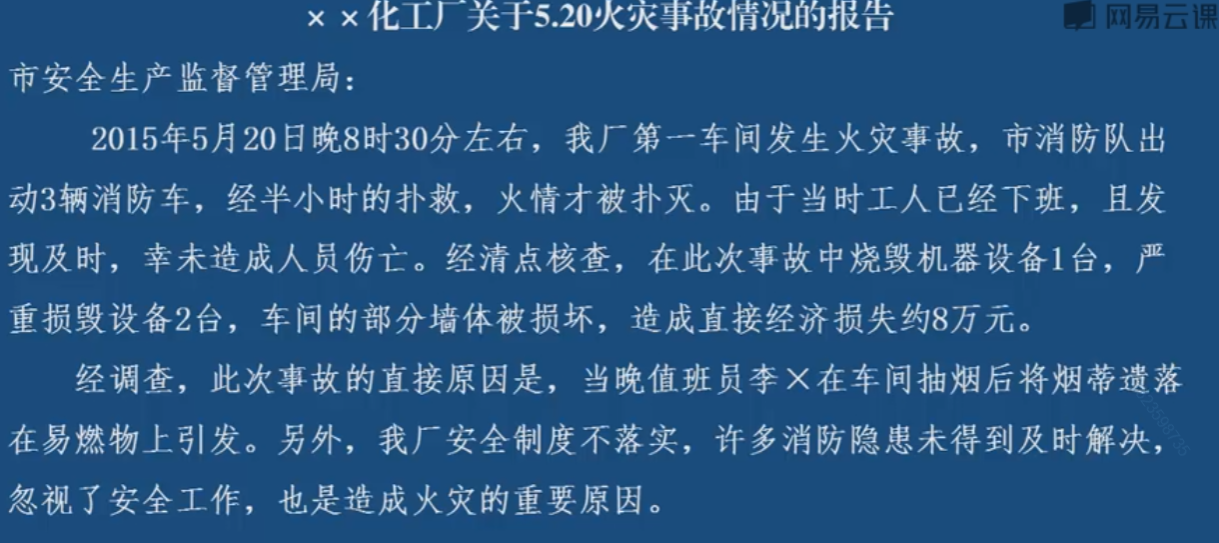 ××化工厂关于5.20火灾事故情况的报告
网易云课
市安全生产监督管理局：
2015年5月20日晚8时30分左右，我厂第一车间发生火灾事故，市消防队出
动3辆消防车，经半小时的扑救，火情才被扑灭。由于当时工人已经下班，且发
现及时，幸未造成人员伤亡。经清点核查，在此次事故中烧毁机器设备1台，严
重损毁设备2台，车间的部分墙体被损坏，造成直接经济损失约8万元。
经调查，此次事故的直接原因是，当晚值班员李×在车间抽烟后将烟蒂遗落
在易燃物上引发。另外，我厂安全制度不落实，许多消防隐患未得到及时解决，
忽视了安全工作，也是造成火灾的重要原因。